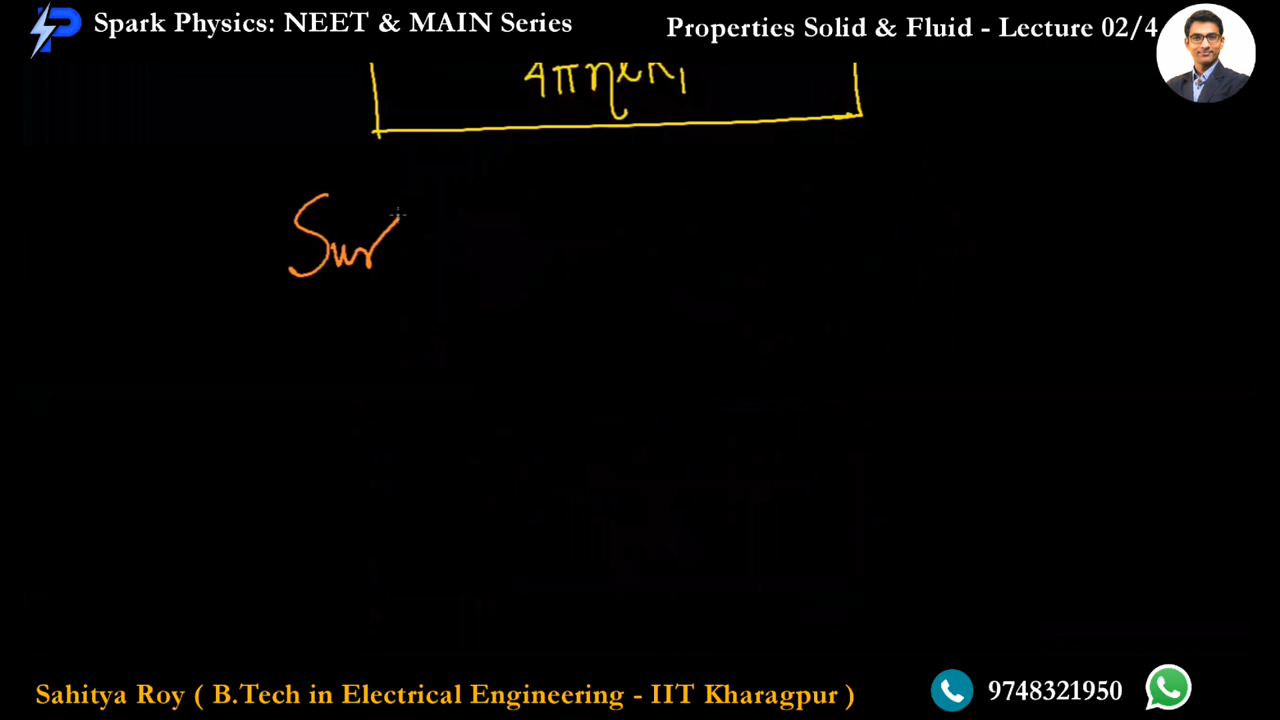 Spark Physics: NEET & MAIN Series
Properties Solid & Fluid - Lecture 02/4
Sur
Sahitya Roy ( B.Tech in Electrical Engineering - IIT Kharagpur )
9748321950